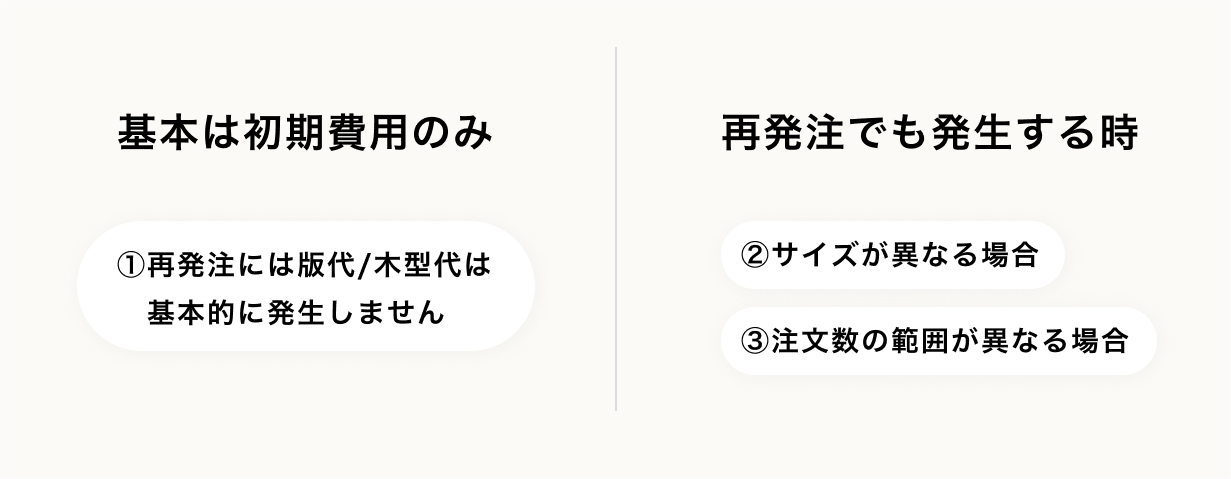 基本は初期費用のみ
①再発注には版代/木型代は
基本的に発生しません
再発注でも発生する時
②サイズが異なる場合
③注文数の範囲が異なる場合